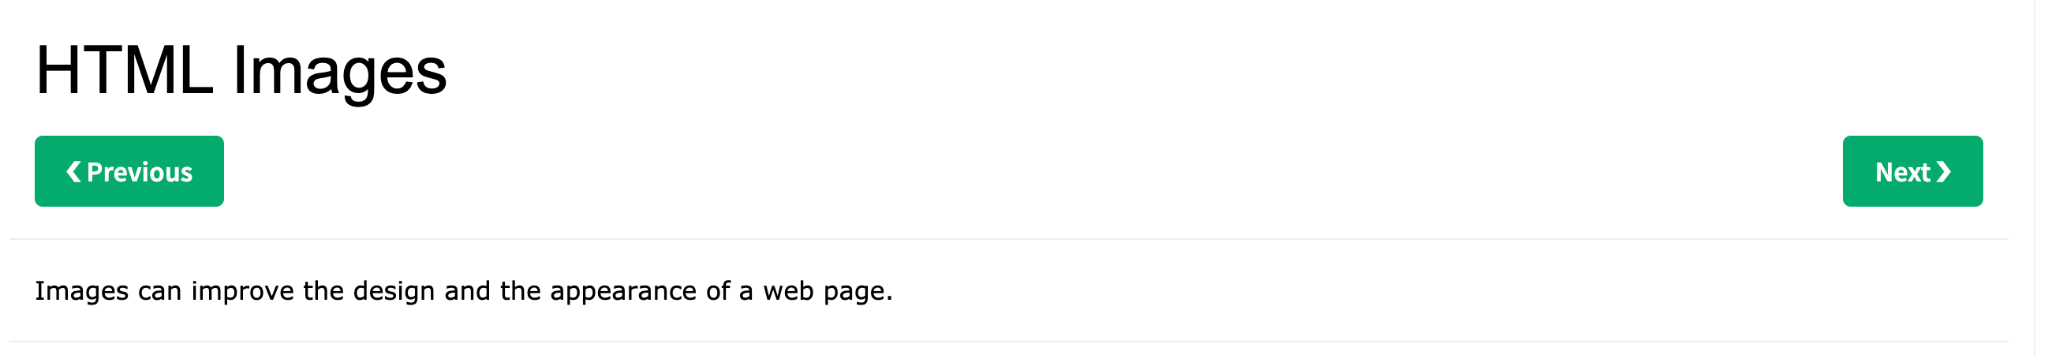 HTML Images
❮ Previous
Next ❯
Images can improve the design and the appearance of a web page.